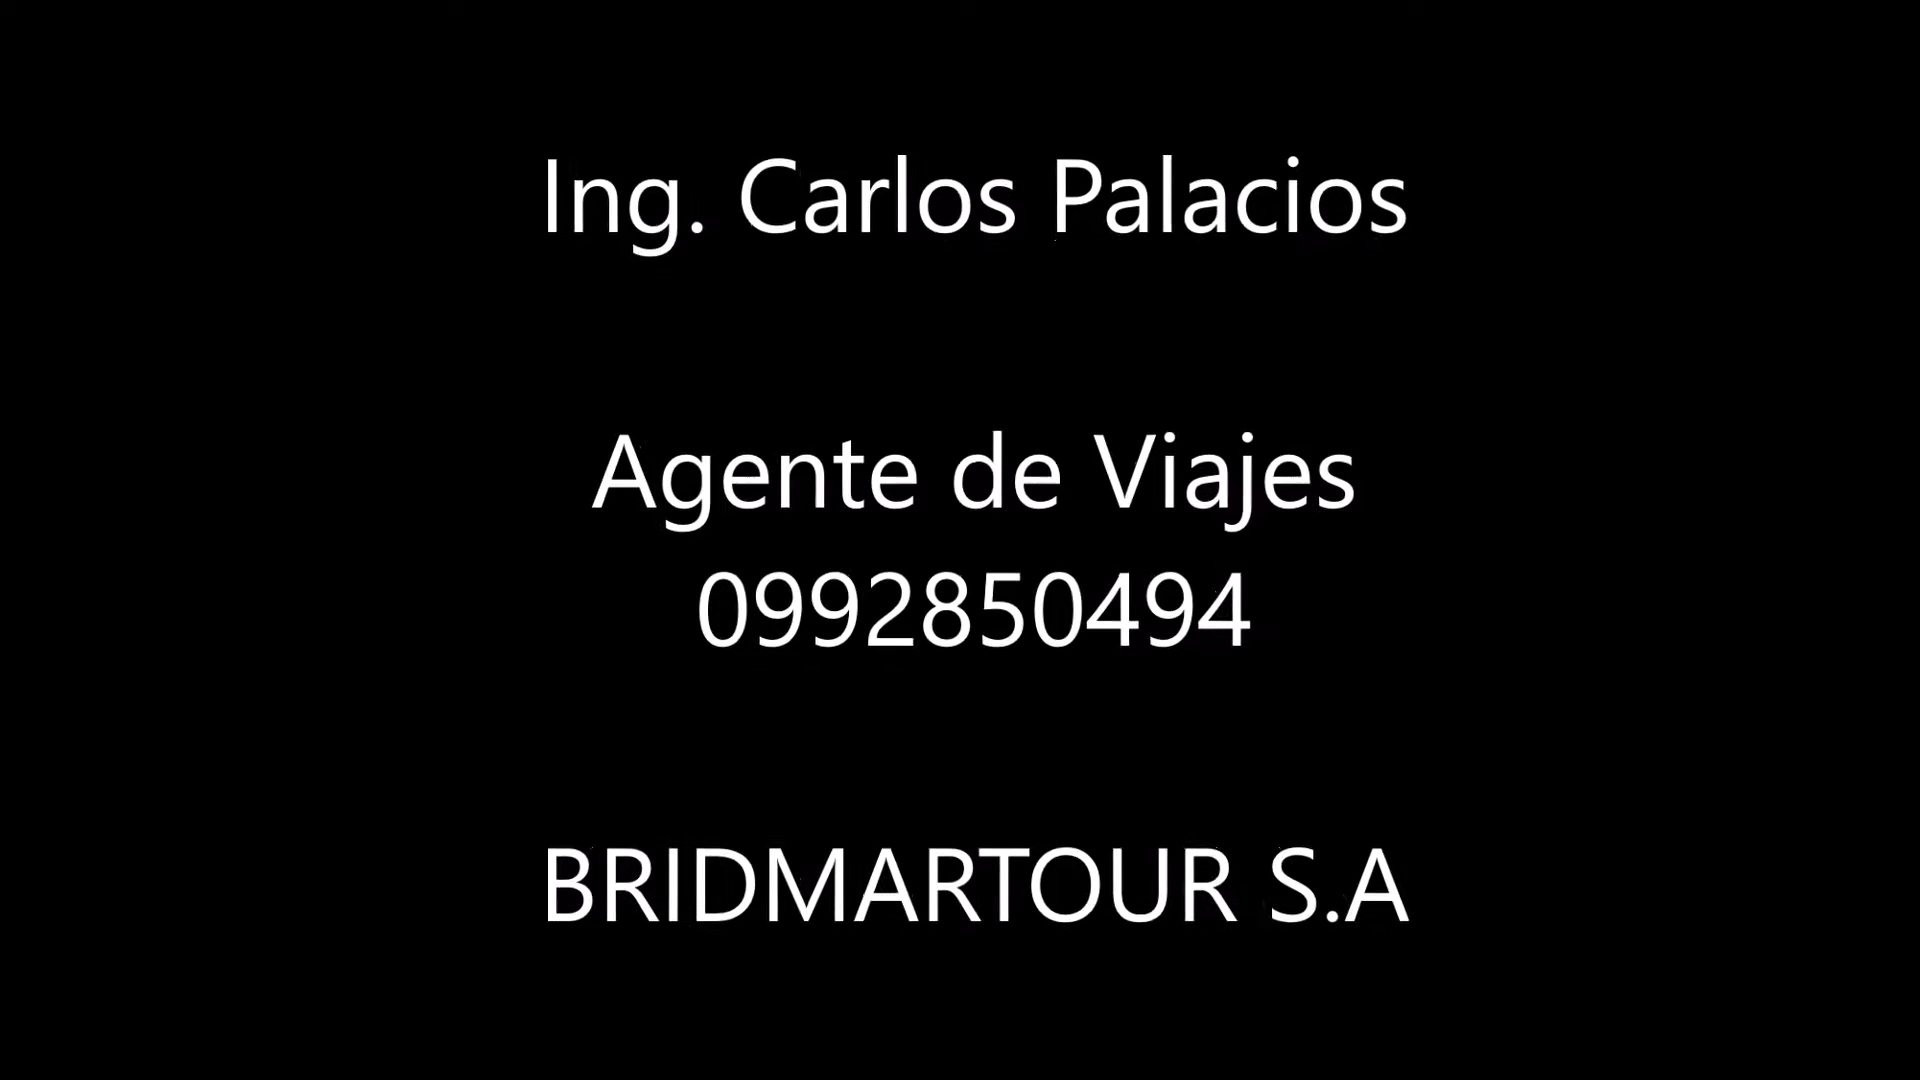 Ing. Carlos Palacios
Agente de Viajes
0992850494
BRIDMARTOUR S.A